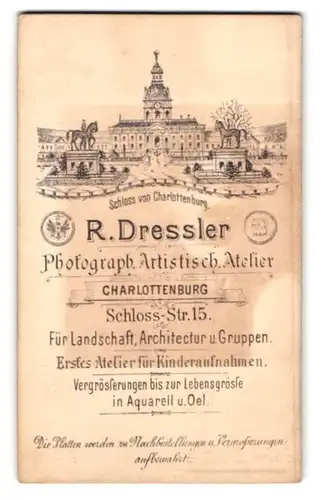 Schloss von Charlottenburg.
R. Dressler
Photograph. Artistisch. Atelier
CHARLOTTENBURG
Schloss-Str. 15.
Für Landschaft, Architectur u. Gruppen.
Erstes Atelier für Kinderaufnahmen.
Vergrösserungen bis zur Lebensgrösse
in Aquarell u. Oel.
Die Platten werden zu Nachbestellungen u. Vergrösserungen
aufbewahrt.